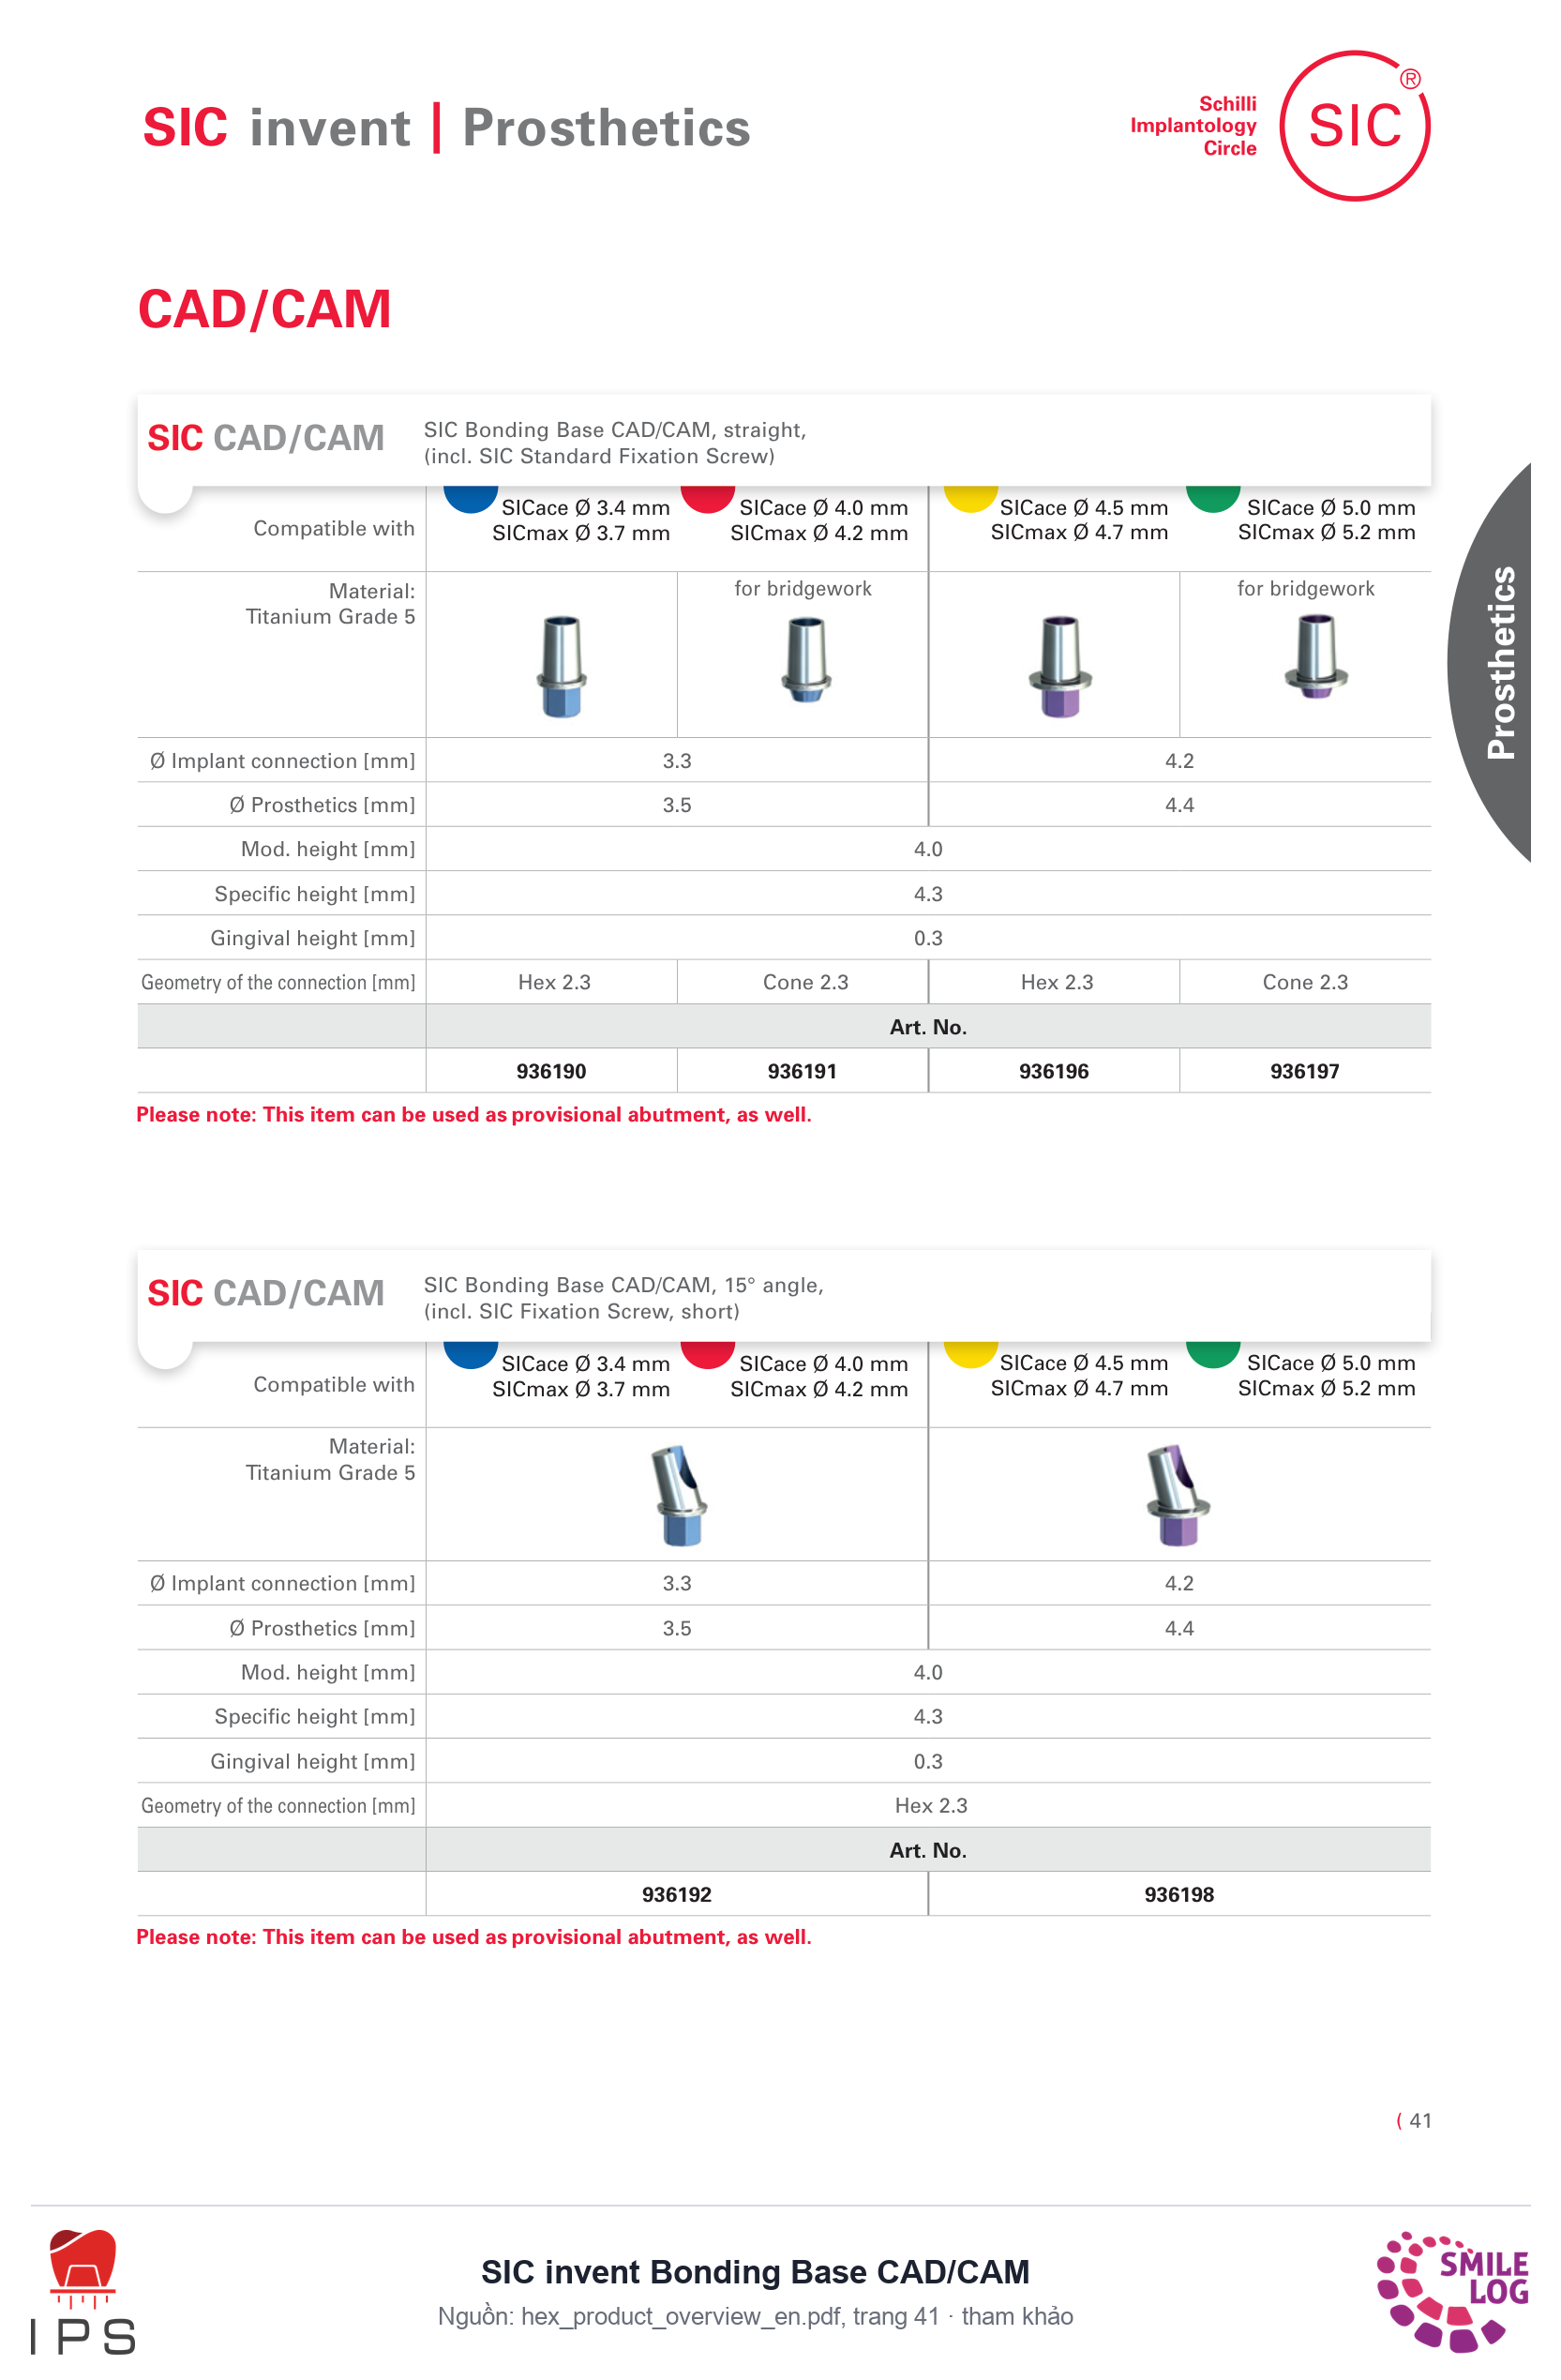 SIC invent | Prosthetics
Schilli
Implantology
Circle
SIC®
CAD/CAM
SIC CAD/CAM
SIC Bonding Base CAD/CAM, straight,
(incl. SIC Standard Fixation Screw)
Compatible with
SICace Ø 3.4 mm
SICmax Ø 3.7 mm
SICace Ø 4.0 mm
SICmax Ø 4.2 mm
SICace Ø 4.5 mm
SICmax Ø 4.7 mm
SICace Ø 5.0 mm
SICmax Ø 5.2 mm
Prosthetics
Material:
Titanium Grade 5
for bridgework
for bridgework
Ø Implant connection [mm] 3.3 4.2
Ø Prosthetics [mm] 3.5 4.4
Mod. height [mm] 4.0
Specific height [mm] 4.3
Gingival height [mm] 0.3
Geometry of the connection [mm] Hex 2.3 Cone 2.3 Hex 2.3 Cone 2.3
Art. No.
936190 936191 936196 936197
Please note: This item can be used as provisional abutment, as well.
SIC CAD/CAM
SIC Bonding Base CAD/CAM, 15° angle,
(incl. SIC Fixation Screw, short)
Compatible with
SICace Ø 3.4 mm
SICmax Ø 3.7 mm
SICace Ø 4.0 mm
SICmax Ø 4.2 mm
SICace Ø 4.5 mm
SICmax Ø 4.7 mm
SICace Ø 5.0 mm
SICmax Ø 5.2 mm
Material:
Titanium Grade 5
Ø Implant connection [mm] 3.3 4.2
Ø Prosthetics [mm] 3.5 4.4
Mod. height [mm] 4.0
Specific height [mm] 4.3
Gingival height [mm] 0.3
Geometry of the connection [mm] Hex 2.3
Art. No.
936192 936198
Please note: This item can be used as provisional abutment, as well.
( 41
IPS
SIC invent Bonding Base CAD/CAM
Nguồn: hex_product_overview_en.pdf, trang 41 · tham khảo
SMILE
LOG